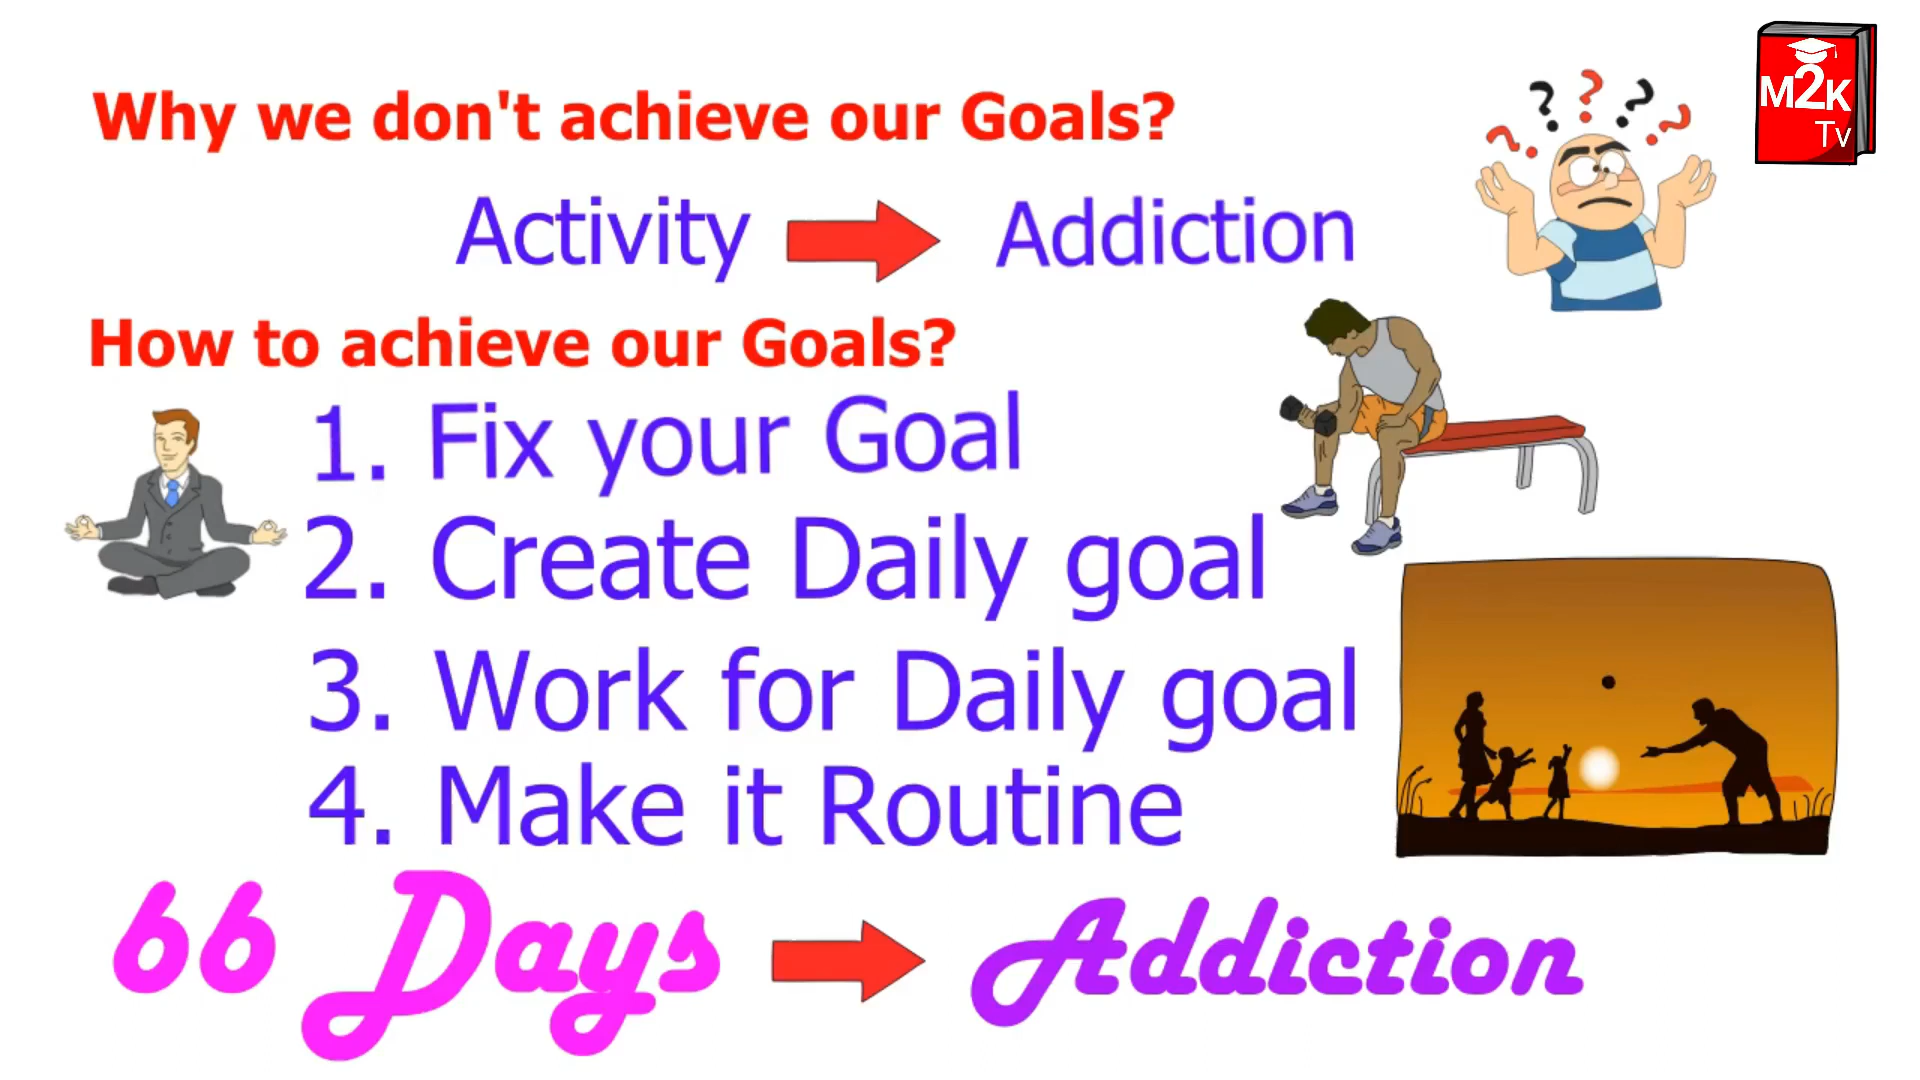 Why we don't achieve our Goals?
Activity Addiction
How to achieve our Goals?
1. Fix your Goal
2. Create Daily goal
3. Work for Daily goal
4. Make it Routine
66 Days Addiction
? ? ? ? ?
M2K
Tv